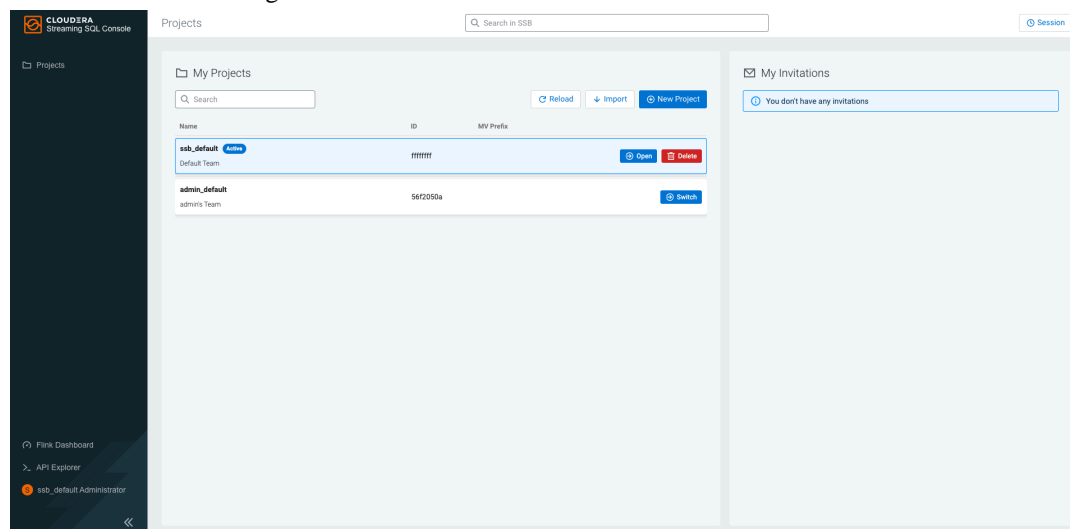 CLOUDERA
Streaming SQL Console
Projects
Search in SSB
Session
Projects
My Projects
Search
Reload
Import
New Project
Name ID MV Prefix
ssb_default Active
Default Team
ffffffff
Open
Delete
admin_default
admin's Team
56f2050a
Switch
My Invitations
You don't have any invitations
Flink Dashboard
API Explorer
S ssb_default Administrator